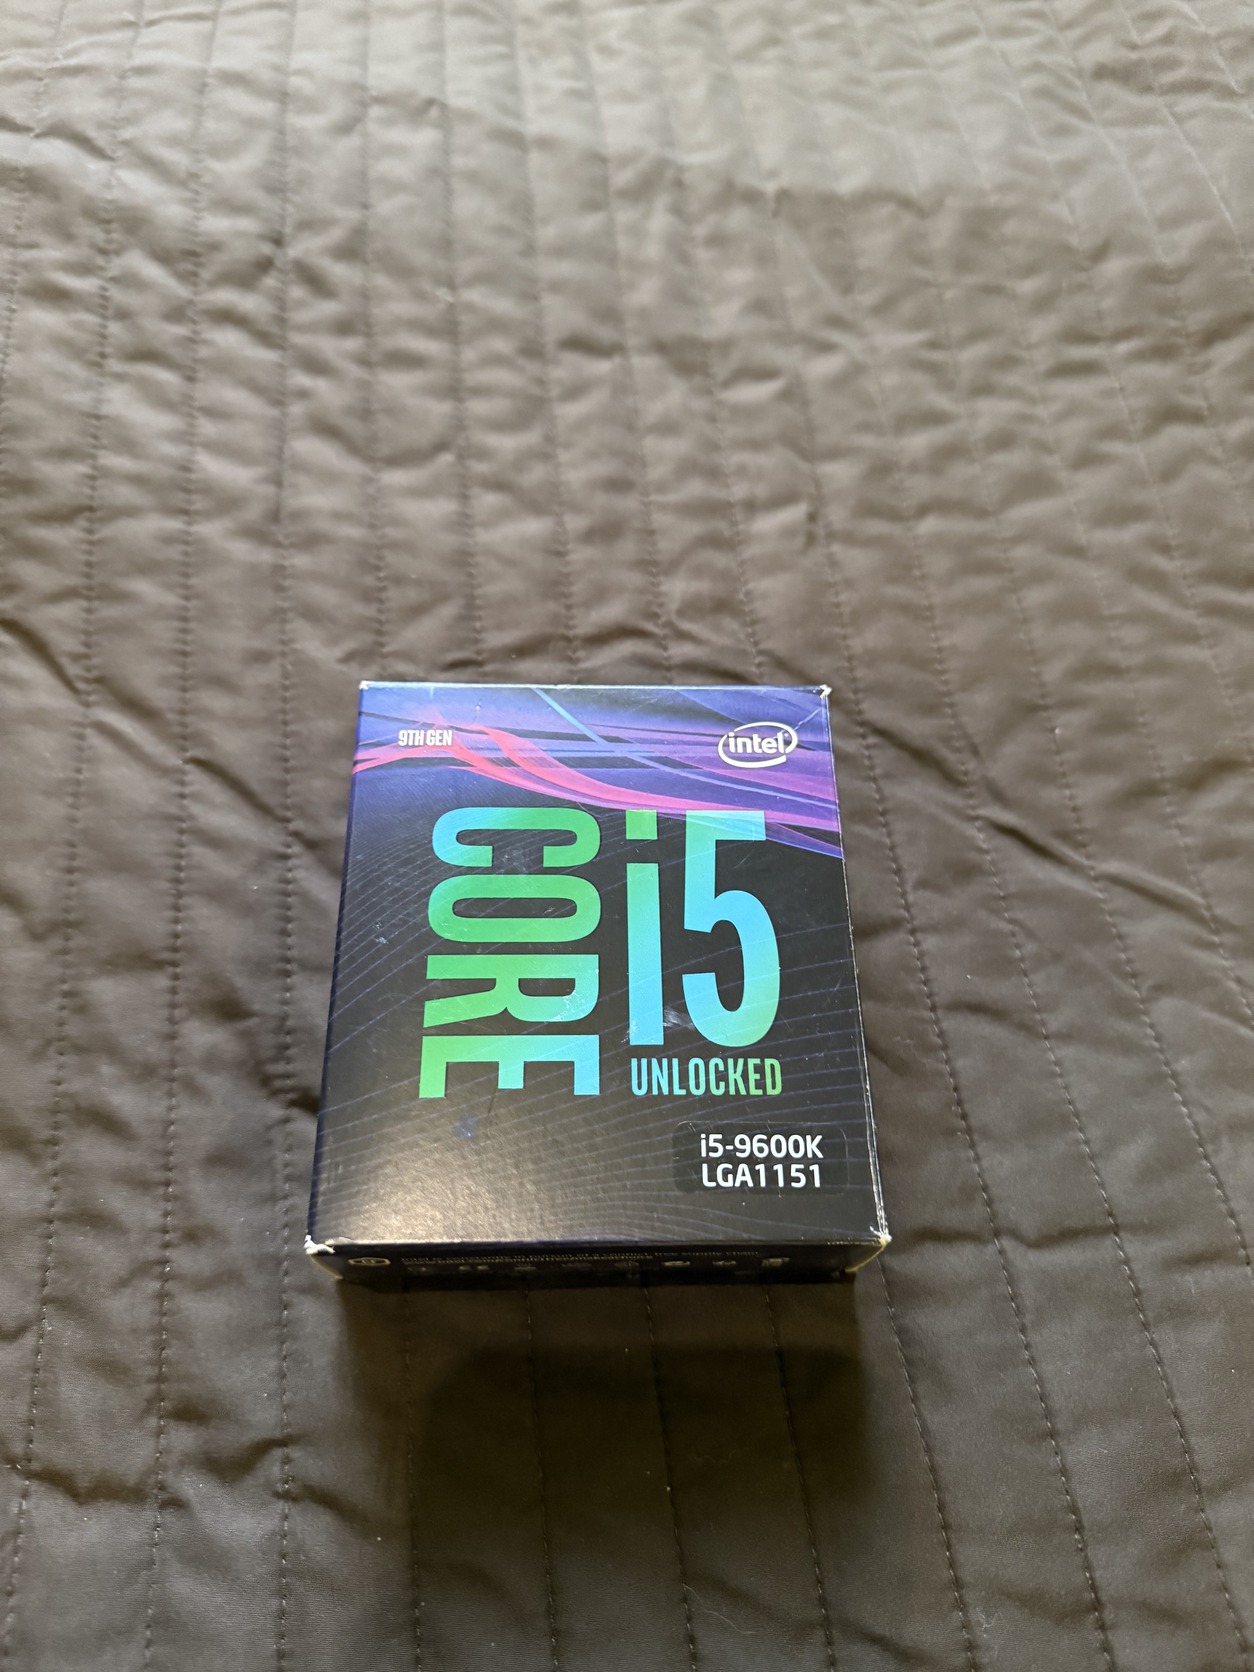 9TH GEN
intel
CORE
i5
UNLOCKED
i5-9600K
LGA1151